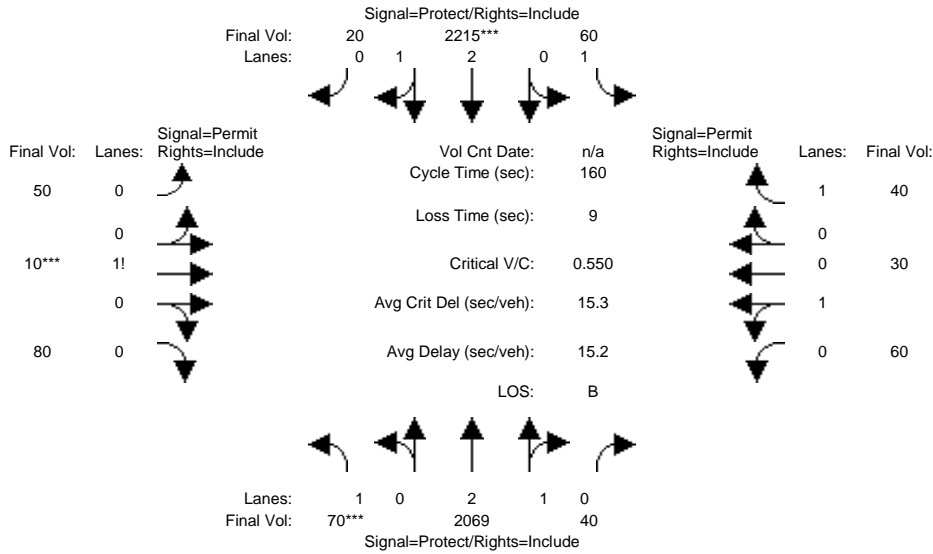 Signal=Protect/Rights=Include
Final Vol: 20 2215*** 60
Lanes: 0 1 2 0 1
Signal=Permit Signal=Permit
Final Vol: Lanes: Rights=Include Vol Cnt Date: n/a Rights=Include Lanes: Final Vol:
Cycle Time (sec): 160
50 0 1 40
Loss Time (sec): 9
0 0
10*** 1! Critical V/C: 0.550 0 30
0 Avg Crit Del (sec/veh): 15.3 1
80 0 Avg Delay (sec/veh): 15.2 0 60
LOS: B
Lanes: 1 0 2 1 0
Final Vol: 70*** 2069 40
Signal=Protect/Rights=Include